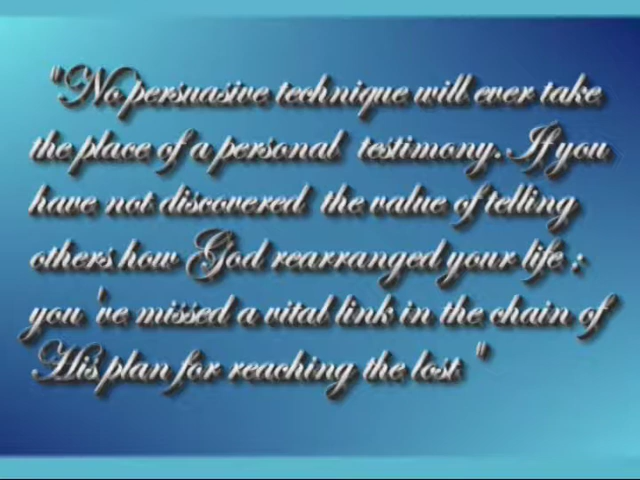 "No persuasive technique will ever take
the place of a personal testimony. If you
have not discovered the value of telling
others how God rearranged your life ;
you 've missed a vital link in the chain of
His plan for reaching the lost "